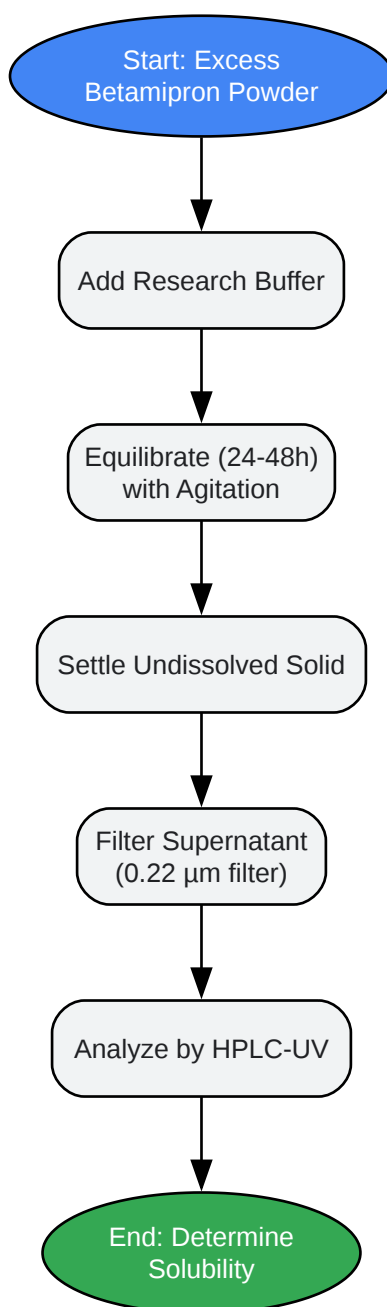 Start: Excess
Betamipron Powder
Add Research Buffer
Equilibrate (24-48h)
with Agitation
Settle Undissolved Solid
Filter Supernatant
(0.22 µm filter)
Analyze by HPLC-UV
End: Determine
Solubility